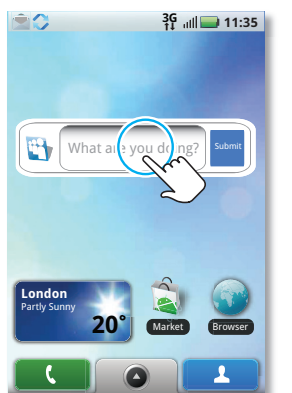 3G 11:35
What are you doing? Submit
London
Partly Sunny
20°
Market Browser